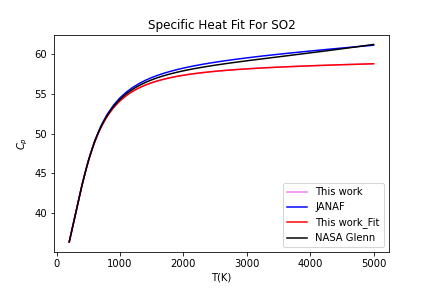 Specific Heat Fit For SO2
60
55
50
45
40
Cp
0
1000
2000
3000
4000
5000
T(K)
This work
JANAF
This work_Fit
NASA Glenn